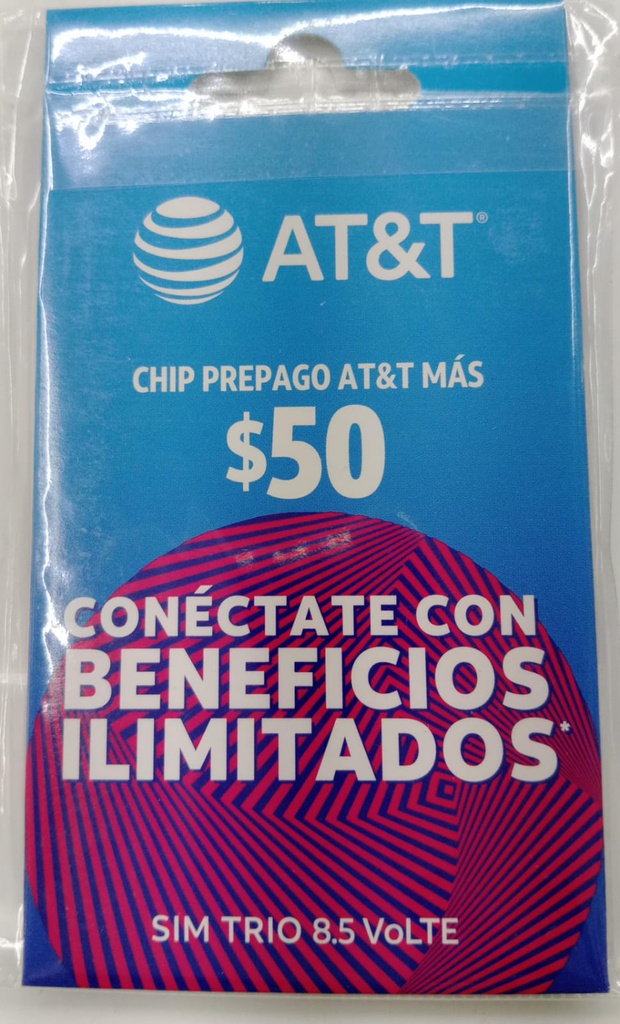 AT&T®
CHIP PREPAGO AT&T MÁS
$50
CONÉCTATE CON
BENEFICIOS
ILIMITADOS*
SIM TRIO 8.5 VoLTE